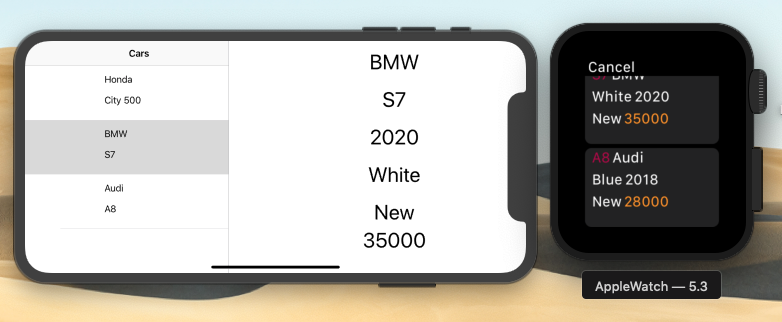 Cars
Honda
City 500
BMW
S7
Audi
A8
BMW
S7
2020
White
New
35000
Cancel
S7 BMW
White 2020
New 35000
A8 Audi
Blue 2018
New 28000
AppleWatch — 5.3